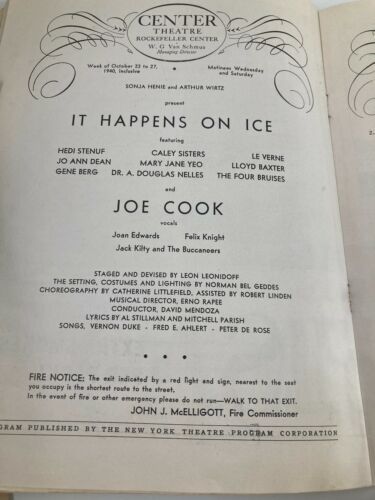 CENTER
THEATRE
ROCKEFELLER CENTER
W. G Van Schmus
Managing Director
Week of October 22 to 27,
1940, inclusive
Matinees Wednesday
and Saturday
SONJA HENIE and ARTHUR WIRTZ
present
IT HAPPENS ON ICE
featuring
HEDI STENUF CALEY SISTERS LE VERNE
JO ANN DEAN MARY JANE YEO LLOYD BAXTER
GENE BERG DR. A. DOUGLAS NELLES THE FOUR BRUISES
and
JOE COOK
vocals
Joan Edwards Felix Knight
Jack Kilty and The Buccaneers
STAGED AND DEVISED BY LEON LEONIDOFF
THE SETTING, COSTUMES AND LIGHTING BY NORMAN BEL GEDDES
CHOREOGRAPHY BY CATHERINE LITTLEFIELD, ASSISTED BY ROBERT LINDEN
MUSICAL DIRECTOR, ERNO RAPEE
CONDUCTOR, DAVID MENDOZA
LYRICS BY AL STILLMAN AND MITCHELL PARISH
SONGS, VERNON DUKE - FRED E. AHLERT - PETER DE ROSE
FIRE NOTICE: The exit indicated by a red light and sign, nearest to the seat
you occupy is the shortest route to the street.
In the event of fire or other emergency please do not run—WALK TO THAT EXIT.
JOHN J. McELLIGOTT, Fire Commissioner
GRAM PUBLISHED BY THE NEW YORK THEATRE PROGRAM CORPORATION
2.